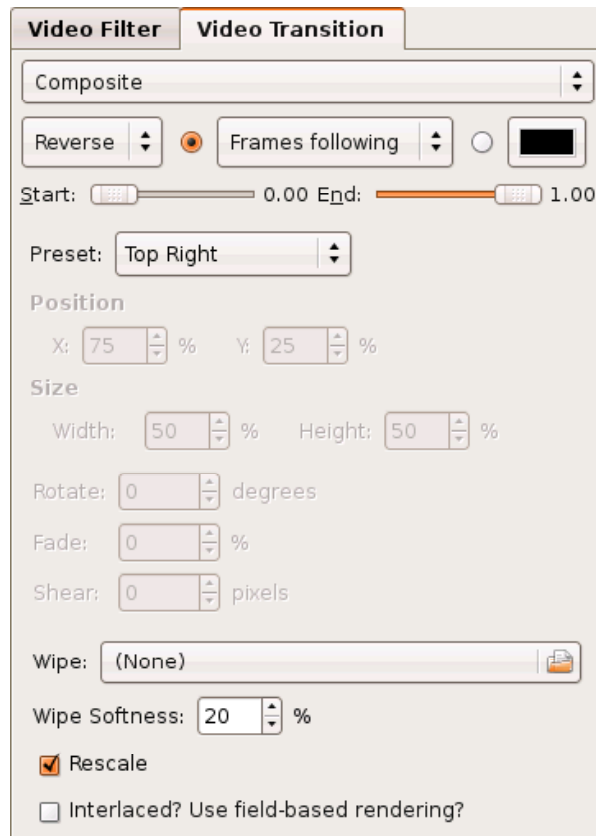 Video Filter Video Transition
Composite
Reverse Frames following
Start: 0.00 End: 1.00
Preset: Top Right
Position
X: 75 % Y: 25 %
Size
Width: 50 % Height: 50 %
Rotate: 0 degrees
Fade: 0 %
Shear: 0 pixels
Wipe: (None)
Wipe Softness: 20 %
Rescale
Interlaced? Use field-based rendering?